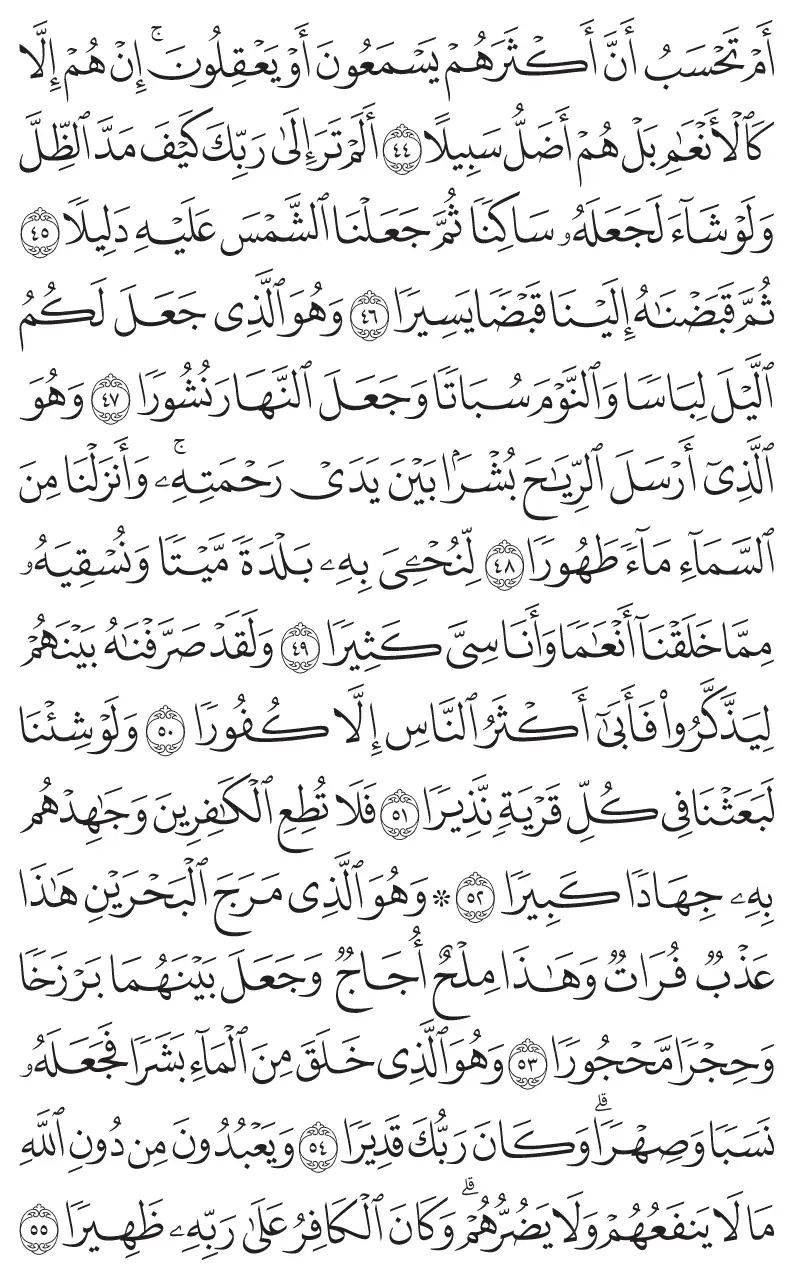 أَمْ تَحْسَبُ أَنَّ أَكْثَرَهُمْ يَسْمَعُونَ أَوْ يَعْقِلُونَ ۚ إِنْ هُمْ إِلَّا
كَٱلْأَنْعَٰمِ بَلْ هُمْ أَضَلُّ سَبِيلًا ٤٤ أَلَمْ تَرَ إِلَىٰ رَبِّكَ كَيْفَ مَدَّ ٱلظِّلَّ
وَلَوْ شَآءَ لَجَعَلَهُۥ سَاكِنًا ثُمَّ جَعَلْنَا ٱلشَّمْسَ عَلَيْهِ دَلِيلًا ٤٥
ثُمَّ قَبَضْنَٰهُ إِلَيْنَا قَبْضًا يَسِيرًا ٤٦ وَهُوَ ٱلَّذِى جَعَلَ لَكُمُ
ٱلَّيْلَ لِبَاسًا وَٱلنَّوْمَ سُبَاتًا وَجَعَلَ ٱلنَّهَارَ نُشُورًا ٤٧ وَهُوَ
ٱلَّذِىٓ أَرْسَلَ ٱلرِّيَٰحَ بُشْرًۢا بَيْنَ يَدَىْ رَحْمَتِهِۦ ۚ وَأَنزَلْنَا مِنَ
ٱلسَّمَآءِ مَآءً طَهُورًا ٤٨ لِّنُحْـِۧىَ بِهِۦ بَلْدَةً مَّيْتًا وَنُسْقِيَهُۥ
مِمَّا خَلَقْنَآ أَنْعَٰمًا وَأَنَاسِىَّ كَثِيرًا ٤٩ وَلَقَدْ صَرَّفْنَٰهُ بَيْنَهُمْ
لِيَذَّكَّرُوا۟ فَأَبَىٰٓ أَكْثَرُ ٱلنَّاسِ إِلَّا كُفُورًا ٥٠ وَلَوْ شِئْنَا
لَبَعَثْنَا فِى كُلِّ قَرْيَةٍ نَّذِيرًا ٥١ فَلَا تُطِعِ ٱلْكَٰفِرِينَ وَجَٰهِدْهُم
بِهِۦ جِهَادًا كَبِيرًا ٥٢ * وَهُوَ ٱلَّذِى مَرَجَ ٱلْبَحْرَيْنِ هَٰذَا
عَذْبٌ فُرَاتٌ وَهَٰذَا مِلْحٌ أُجَاجٌ وَجَعَلَ بَيْنَهُمَا بَرْزَخًا
وَحِجْرًا مَّحْجُورًا ٥٣ وَهُوَ ٱلَّذِى خَلَقَ مِنَ ٱلْمَآءِ بَشَرًا فَجَعَلَهُۥ
نَسَبًا وَصِهْرًا ۗ وَكَانَ رَبُّكَ قَدِيرًا ٥٤ وَيَعْبُدُونَ مِن دُونِ ٱللَّهِ
مَا لَا يَنفَعُهُمْ وَلَا يَضُرُّهُمْ ۗ وَكَانَ ٱلْكَافِرُ عَلَىٰ رَبِّهِۦ ظَهِيرًا ٥٥